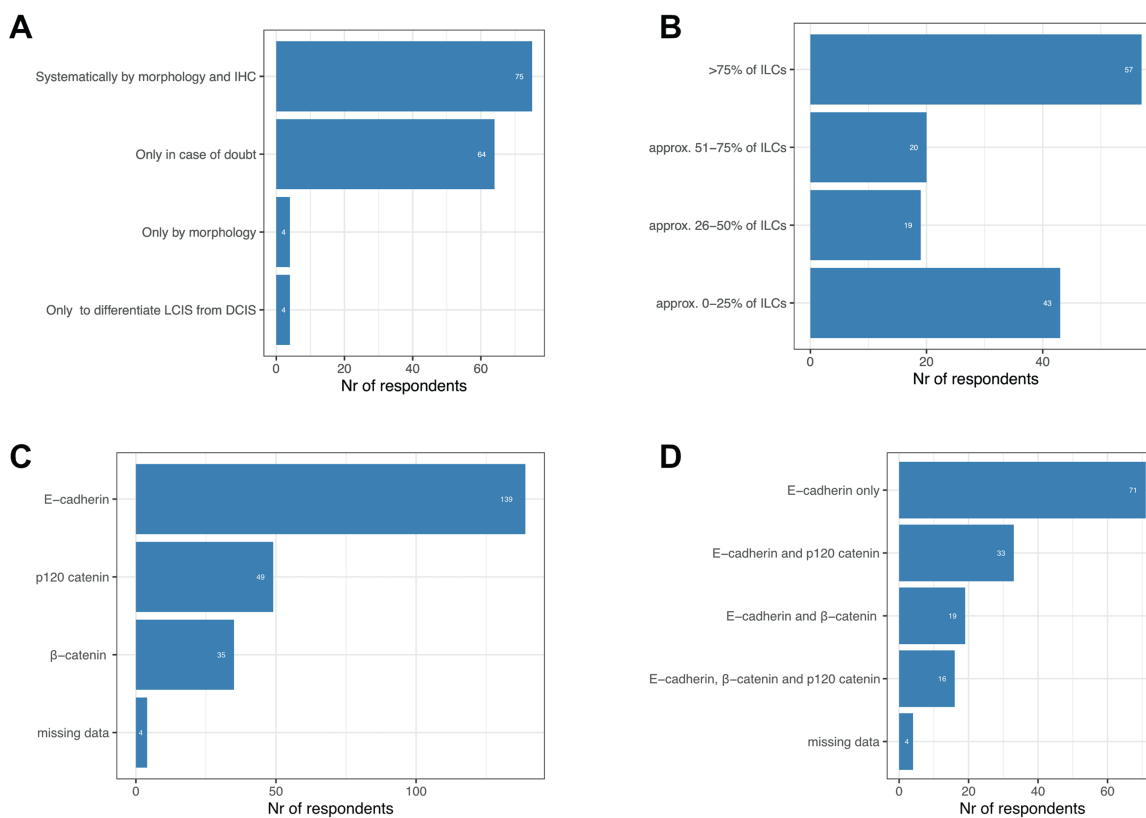 A
Systematically by morphology and IHC
75
Only in case of doubt
64
Only by morphology
4
Only  to differentiate LCIS from DCIS
4
0 20 40 60
Nr of respondents
B
>75% of ILCs
57
approx. 51−75% of ILCs
20
approx. 26−50% of ILCs
19
approx. 0−25% of ILCs
43
0 20 40
Nr of respondents
C
E−cadherin
139
p120 catenin
49
β−catenin
35
missing data
4
0 50 100
Nr of respondents
D
E−cadherin only
71
E−cadherin and p120 catenin
33
E−cadherin and β−catenin
19
E−cadherin, β−catenin and p120 catenin
16
missing data
4
0 20 40 60
Nr of respondents